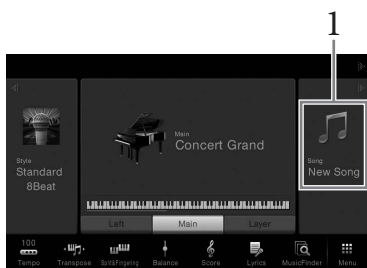 1
Style
Standard
8Beat
Main
Concert Grand
Song
New Song
Left Main Layer
100
Tempo Transpose Split&Fingering Balance Score Lyrics MusicFinder Menu